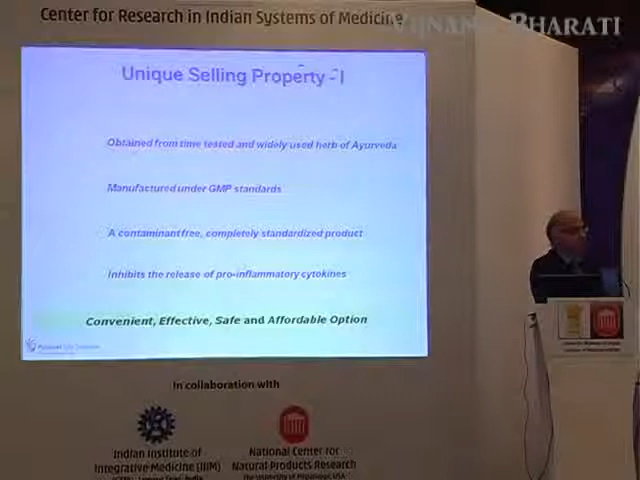 Center for Research in Indian Systems of Medicine
Vijnana Bharati
Unique Selling Property - I
Obtained from time tested and widely used herb of Ayurveda
Manufactured under GMP standards
A contaminant free, completely standardized product
Inhibits the release of pro-inflammatory cytokines
Convenient, Effective, Safe and Affordable Option
In collaboration with
Indian Institute of
Integrative Medicine (IIIM)
National Center for
Natural Products Research